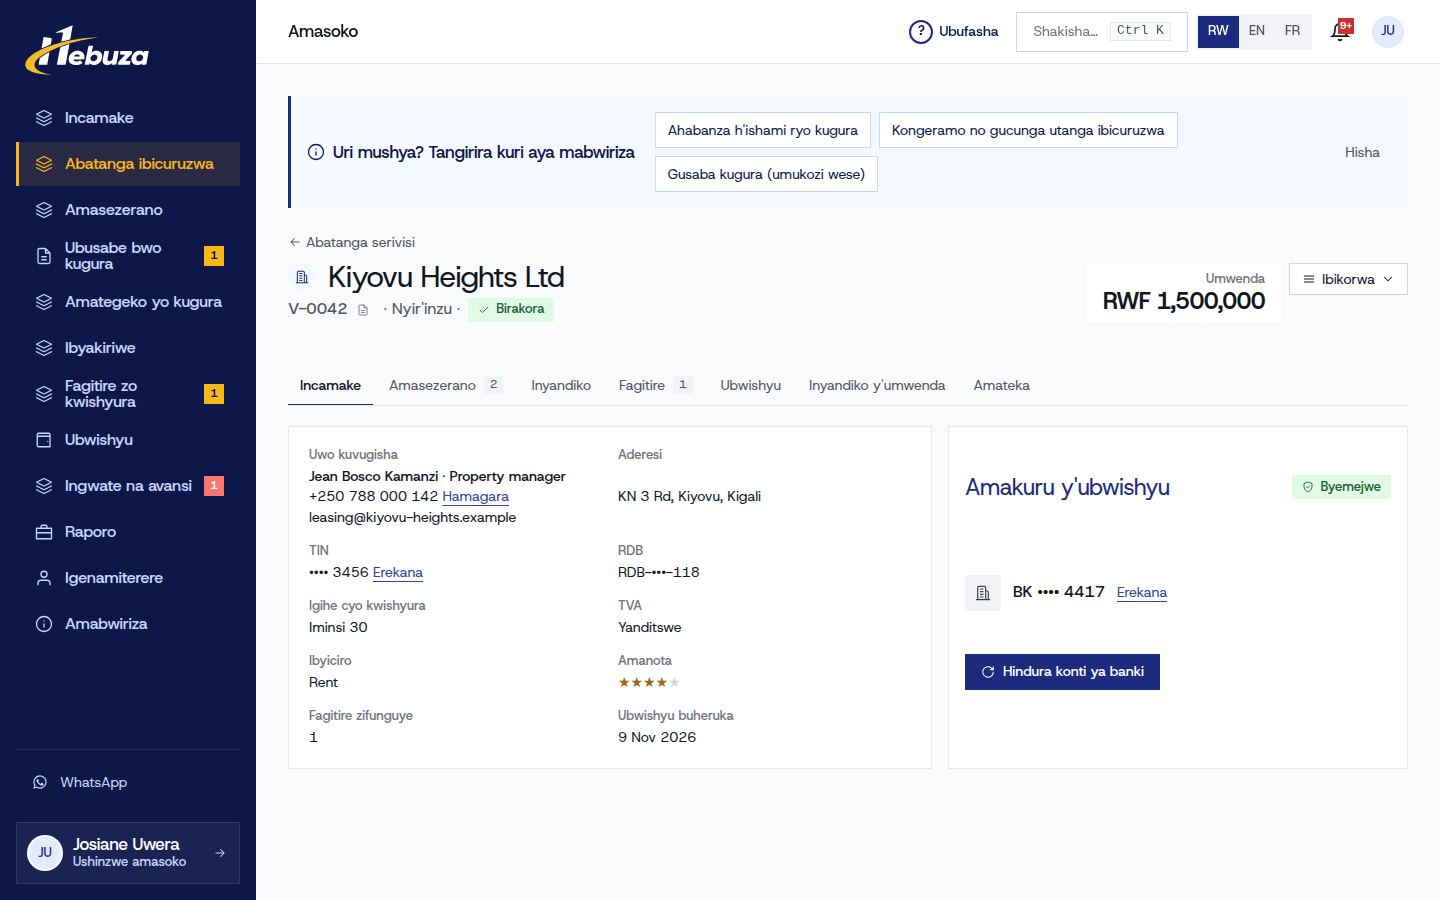 Hebuza
Incamake
Abatanga ibicuruzwa
Amasezerano
Ubusabe bwo
kugura
1
Amategeko yo kugura
Ibyakiriwe
Fagitire zo
kwishyura
1
Ubwishyu
Ingwate na avansi
1
Raporo
Igenamiterere
Amabwiriza
WhatsApp
JU
Josiane Uwera
Ushinzwe amasoko
Amasoko
? Ubufasha
Shakisha... Ctrl K
RW EN FR
9+
JU
Uri mushya? Tangirira kuri aya mabwiriza
Ahabanza h'ishami ryo kugura
Kongeramo no gucunga utanga ibicuruzwa
Gusaba kugura (umukozi wese)
Hisha
← Abatanga serivisi
Kiyovu Heights Ltd
V-0042 · Nyir'inzu · Birakora
Umwenda
RWF 1,500,000
Ibikorwa
Incamake Amasezerano 2 Inyandiko Fagitire 1 Ubwishyu Inyandiko y'umwenda Amateka
Uwo kuvugisha
Jean Bosco Kamanzi · Property manager
+250 788 000 142 Hamagara
leasing@kiyovu-heights.example
Aderesi
KN 3 Rd, Kiyovu, Kigali
TIN
•••• 3456 Erekana
RDB
RDB-•••-118
Igihe cyo kwishyura
Iminsi 30
TVA
Yanditswe
Ibyiciro
Rent
Amanota
★★★★★
Fagitire zifunguye
1
Ubwishyu buheruka
9 Nov 2026
Amakuru y'ubwishyu
Byemejwe
BK •••• 4417 Erekana
Hindura konti ya banki